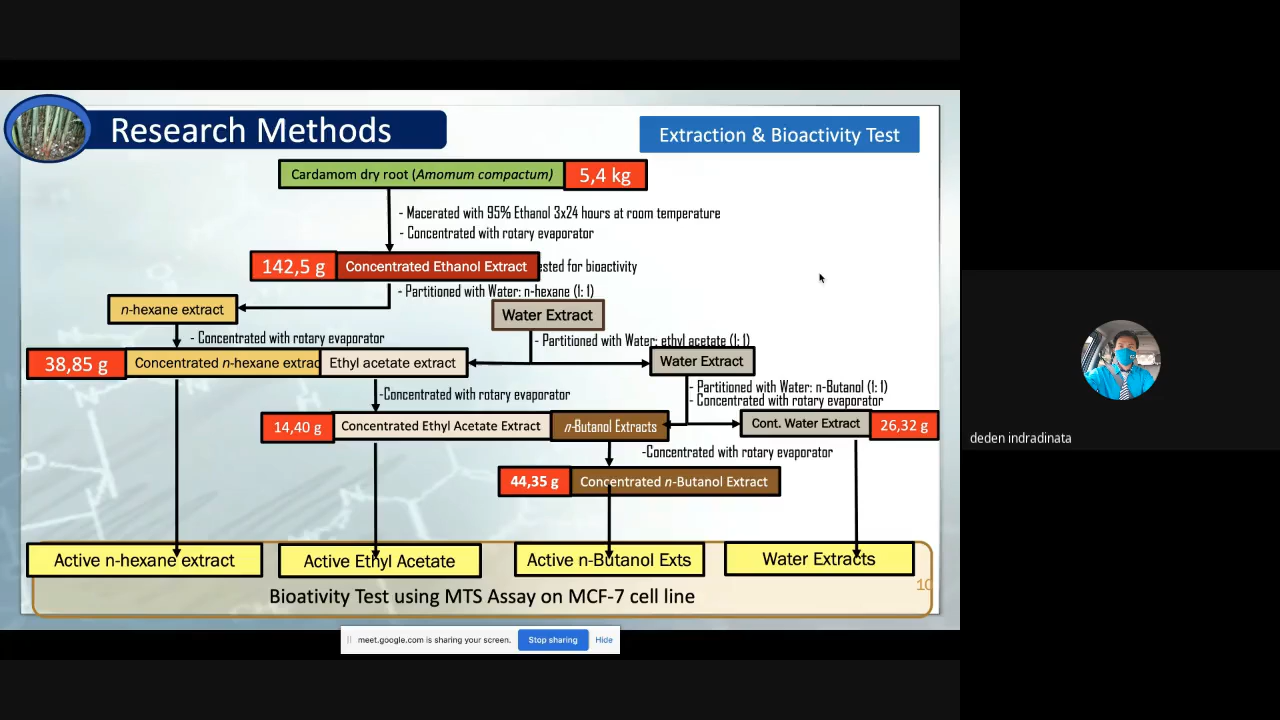 Research Methods
Extraction & Bioactivity Test
Cardamom dry root (Amomum compactum)
5,4 kg
- Macerated with 95% Ethanol 3x24 hours at room temperature
- Concentrated with rotary evaporator
142,5 g
Concentrated Ethanol Extract
ested for bioactivity
- Partitioned with Water: n-hexane (1: 1)
n-hexane extract
Water Extract
- Concentrated with rotary evaporator
- Partitioned with Water: ethyl acetate (1: 1)
38,85 g
Concentrated n-hexane extrac
Ethyl acetate extract
Water Extract
- Partitioned with Water: n-Butanol (1: 1)
- Concentrated with rotary evaporator
-Concentrated with rotary evaporator
14,40 g
Concentrated Ethyl Acetate Extract
n-Butanol Extracts
Cont. Water Extract
26,32 g
-Concentrated with rotary evaporator
44,35 g
Concentrated n-Butanol Extract
Active n-hexane extract
Active Ethyl Acetate
Active n-Butanol Exts
Water Extracts
10
Bioativity Test using MTS Assay on MCF-7 cell line
meet.google.com is sharing your screen.
Stop sharing
Hide
deden indradinata